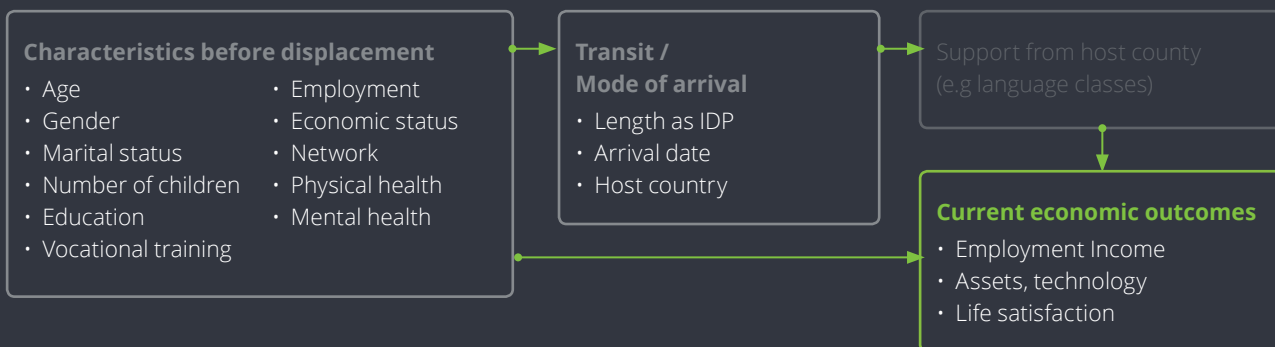 Characteristics before displacement
• Age
• Gender
• Marital status
• Number of children
• Education
• Vocational training
• Employment
• Economic status
• Network
• Physical health
• Mental health
Transit /
Mode of arrival
• Length as IDP
• Arrival date
• Host country
Support from host county
(e.g language classes)
Current economic outcomes
• Employment Income
• Assets, technology
• Life satisfaction